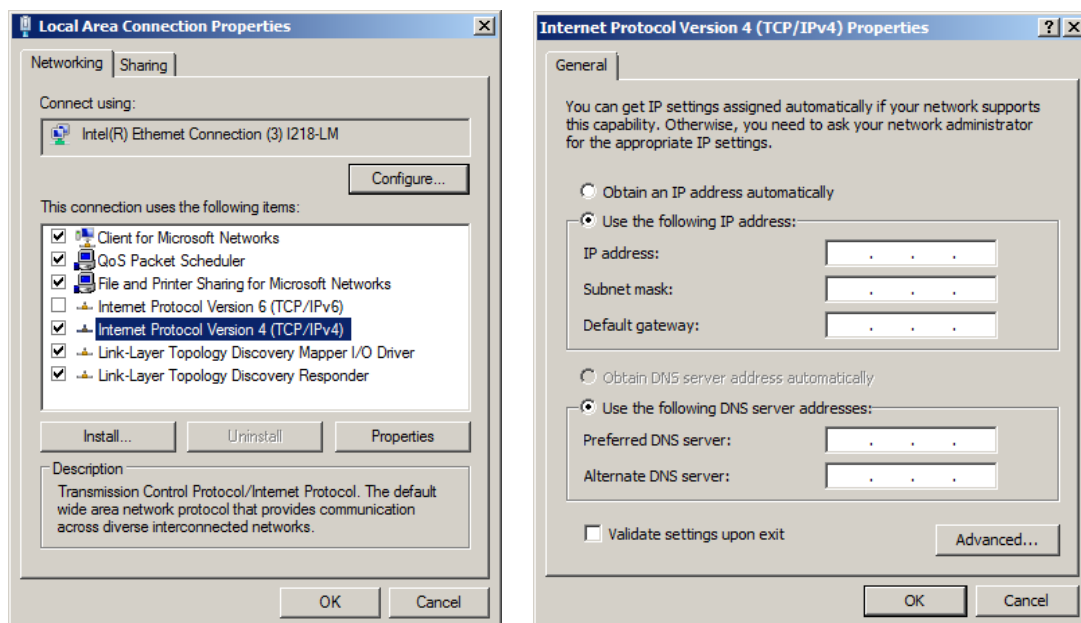 Local Area Connection Properties
Networking
Sharing
Connect using:
Intel(R) Ethernet Connection (3) I218-LM
Configure...
This connection uses the following items:
Client for Microsoft Networks
QoS Packet Scheduler
File and Printer Sharing for Microsoft Networks
Internet Protocol Version 6 (TCP/IPv6)
Internet Protocol Version 4 (TCP/IPv4)
Link-Layer Topology Discovery Mapper I/O Driver
Link-Layer Topology Discovery Responder
Install...
Uninstall
Properties
Description
Transmission Control Protocol/Internet Protocol. The default
wide area network protocol that provides communication
across diverse interconnected networks.
OK
Cancel
Internet Protocol Version 4 (TCP/IPv4) Properties
General
You can get IP settings assigned automatically if your network supports
this capability. Otherwise, you need to ask your network administrator
for the appropriate IP settings.
Obtain an IP address automatically
Use the following IP address:
IP address:
. . .
Subnet mask:
. . .
Default gateway:
. . .
Obtain DNS server address automatically
Use the following DNS server addresses:
Preferred DNS server:
. . .
Alternate DNS server:
. . .
Validate settings upon exit
Advanced...
OK
Cancel